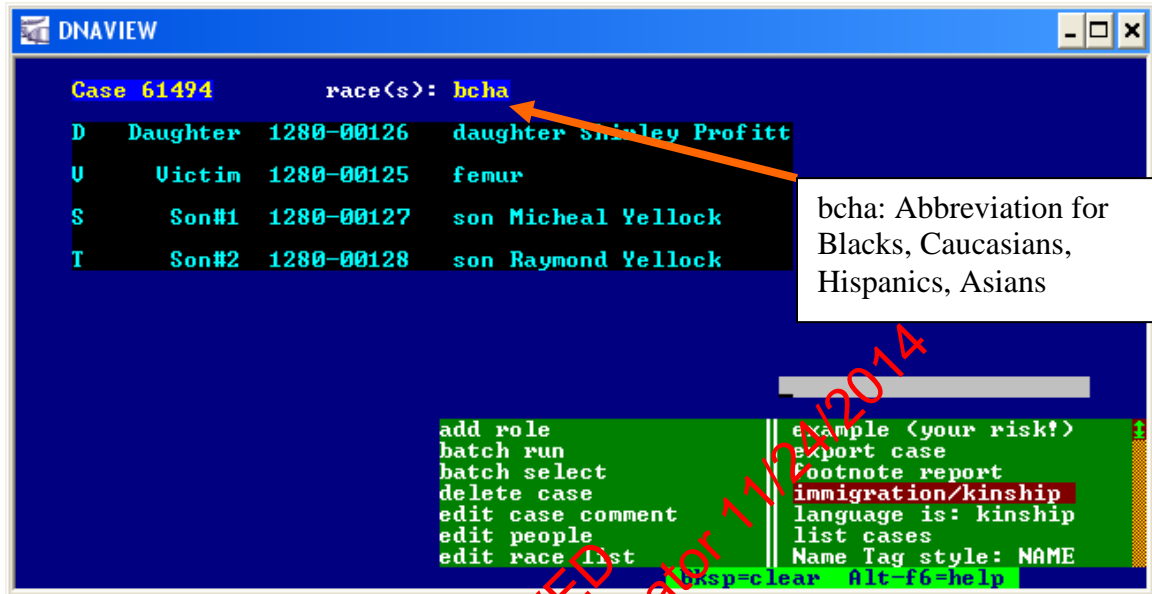 DNAVIEW
Case 61494 race(s): bcha
D Daughter 1280-00126 daughter Shirley Profitt
V Victim 1280-00125 femur
S Son#1 1280-00127 son Micheal Yellock
T Son#2 1280-00128 son Raymond Yellock
bcha: Abbreviation for
Blacks, Caucasians,
Hispanics, Asians
add role
batch run
batch select
delete case
edit case comment
edit people
edit race list
example (your risk!)
export case
footnote report
immigration/kinship
language is: kinship
list cases
Name Tag style: NAME
bksp=clear Alt-f6=help
11/24/2014